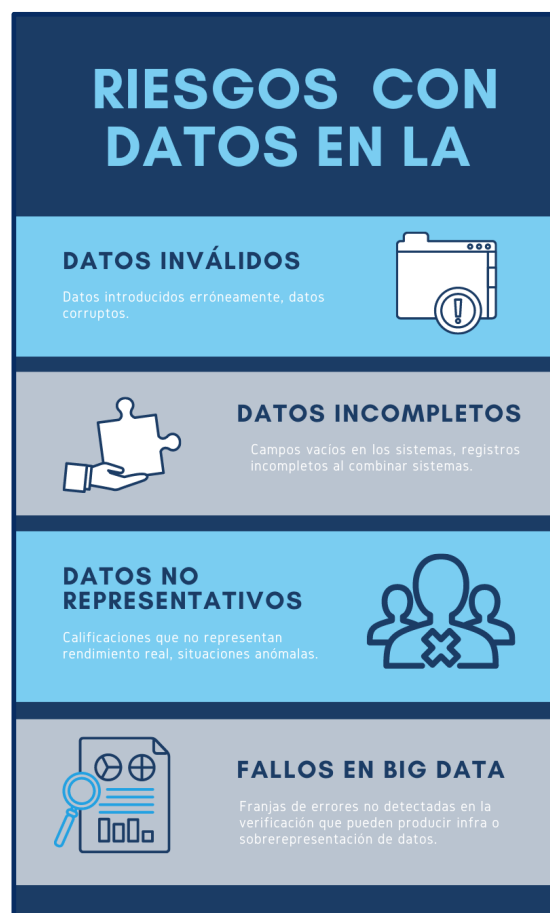 RIESGOS CON
DATOS EN LA
DATOS INVÁLIDOS
Datos introducidos erróneamente, datos
corruptos.
DATOS INCOMPLETOS
Campos vacíos en los sistemas, registros
incompletos al combinar sistemas.
DATOS NO
REPRESENTATIVOS
Calificaciones que no representan
rendimiento real, situaciones anómalas.
FALLOS EN BIG DATA
Franjas de errores no detectadas en la
verificación que pueden producir infra o
sobrerepresentación de datos.